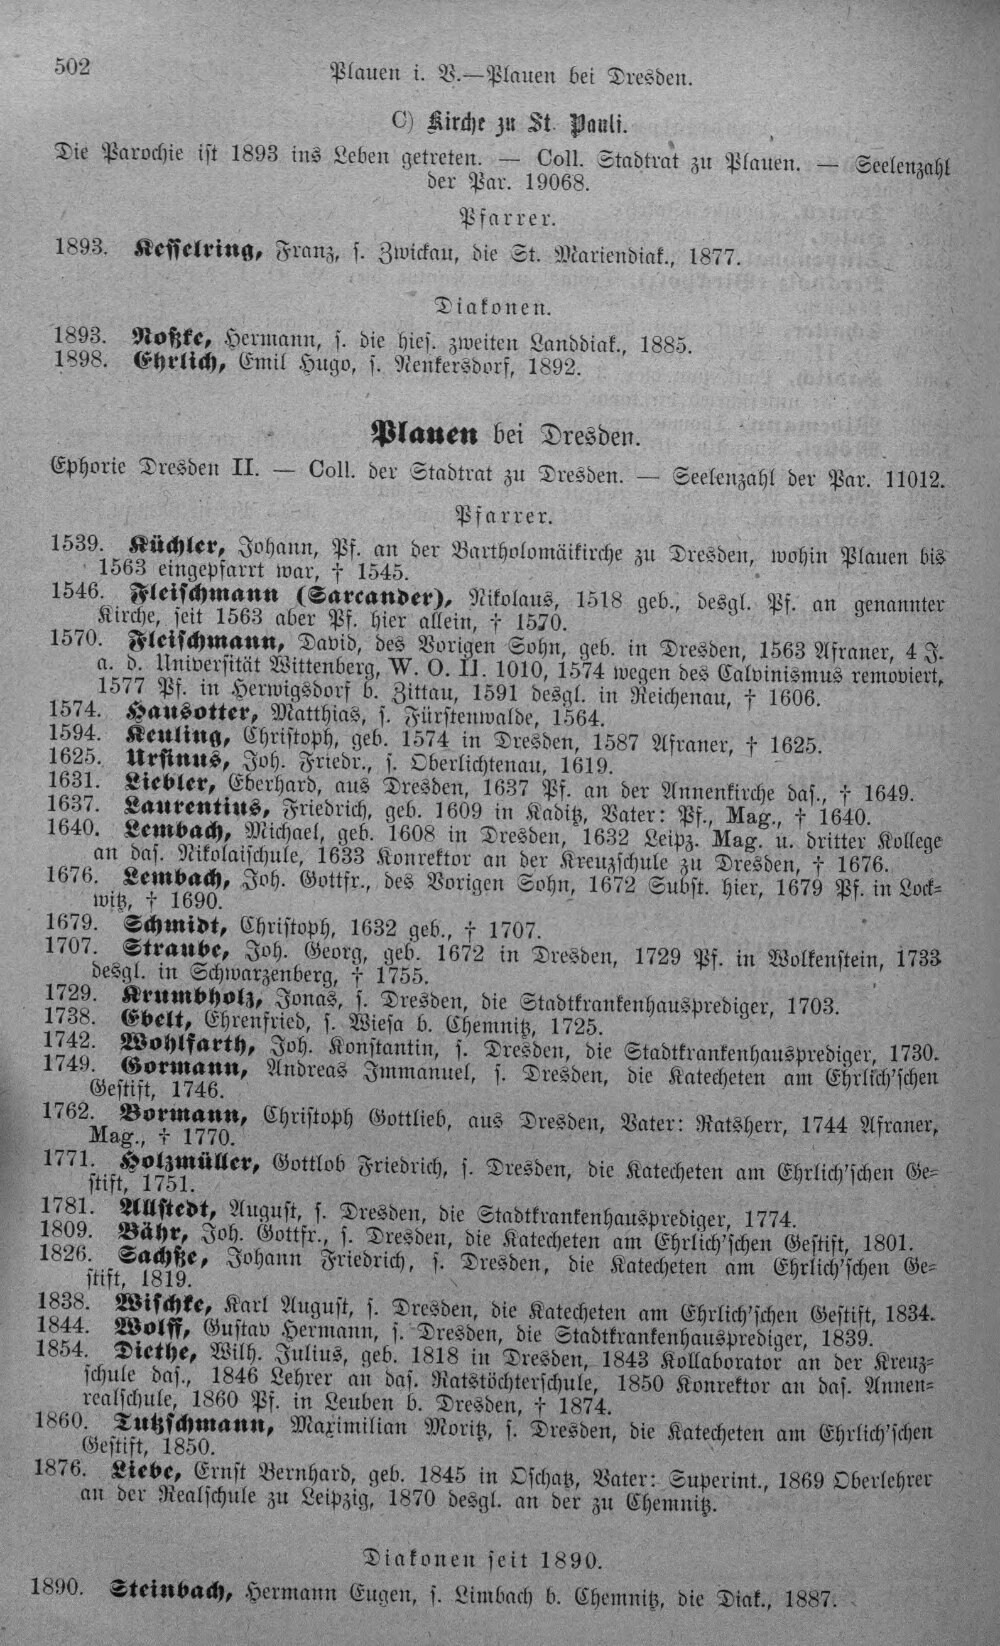 502
Plauen i. V.—Plauen bei Dresden.
C) Kirche zu St. Pauli.
Die Parochie ist 1893 ins Leben getreten. — Coll. Stadtrat zu Plauen. — Seelenzahl
der Par. 19068.
Pfarrer.
1893. Kesselring, Franz, s. Zwickau, die St. Mariendiak., 1877.
Diakonen.
1893. Noßke, Hermann, s. die hies. zweiten Landdiak., 1885.
1898. Ehrlich, Emil Hugo, s. Nenkersdorf, 1892.
Plauen bei Dresden.
Ephorie Dresden II. — Coll. der Stadtrat zu Dresden. — Seelenzahl der Par. 11012.
Pfarrer.
1539. Küchler, Johann, Pf. an der Bartholomäikirche zu Dresden, wohin Plauen bis
1563 eingepfarrt war, † 1545.
1546. Fleischmann (Sarcander), Nikolaus, 1518 geb., desgl. Pf. an genannter
Kirche, seit 1563 aber Pf. hier allein, † 1570.
1570. Fleischmann, David, des Vorigen Sohn, geb. in Dresden, 1563 Afraner, 4 J.
a. d. Universität Wittenberg, W. O. II. 1010, 1574 wegen des Calvinismus removiert,
1577 Pf. in Herwigsdorf b. Zittau, 1591 desgl. in Reichenau, † 1606.
1574. Hausotter, Matthias, s. Fürstenwalde, 1564.
1594. Keuling, Christoph, geb. 1574 in Dresden, 1587 Afraner, † 1625.
1625. Ursinus, Joh. Friedr., s. Oberlichtenau, 1619.
1631. Liebler, Eberhard, aus Dresden, 1637 Pf. an der Annenkirche das., † 1649.
1637. Laurentius, Friedrich, geb. 1609 in Kaditz, Vater: Pf., Mag., † 1640.
1640. Lembach, Michael, geb. 1608 in Dresden, 1632 Leipz. Mag. u. dritter Kollege
an das. Nikolaischule, 1633 Konrektor an der Kreuzschule zu Dresden, † 1676.
1676. Lembach, Joh. Gottfr., des Vorigen Sohn, 1672 Subst. hier, 1679 Pf. in Lock-
witz, † 1690.
1679. Schmidt, Christoph, 1632 geb., † 1707.
1707. Straube, Joh. Georg, geb. 1672 in Dresden, 1729 Pf. in Wolkenstein, 1733
desgl. in Schwarzenberg, † 1755.
1729. Krumbholz, Jonas, s. Dresden, die Stadtkrankenhausprediger, 1703.
1738. Ebelt, Ehrenfried, s. Wiesa b. Chemnitz, 1725.
1742. Wohlfarth, Joh. Konstantin, s. Dresden, die Stadtkrankenhausprediger, 1730.
1749. Gormann, Andreas Immanuel, s. Dresden, die Katecheten am Ehrlich'schen
Gestift, 1746.
1762. Bormann, Christoph Gottlieb, aus Dresden, Vater: Ratsherr, 1744 Afraner,
Mag., † 1770.
1771. Holzmüller, Gottlob Friedrich, s. Dresden, die Katecheten am Ehrlich'schen Ge-
stift, 1751.
1781. Allstedt, August, s. Dresden, die Stadtkrankenhausprediger, 1774.
1809. Bähr, Joh. Gottfr., s. Dresden, die Katecheten am Ehrlich'schen Gestift, 1801.
1826. Sachße, Johann Friedrich, s. Dresden, die Katecheten am Ehrlich'schen Ge-
stift, 1819.
1838. Wischke, Karl August, s. Dresden, die Katecheten am Ehrlich'schen Gestift, 1834.
1844. Wolff, Gustav Hermann, s. Dresden, die Stadtkrankenhausprediger, 1839.
1854. Diethe, Wilh. Julius, geb. 1818 in Dresden, 1843 Kollaborator an der Kreuz-
schule das., 1846 Lehrer an das. Ratstöchterschule, 1850 Konrektor an das. Annen-
realschule, 1860 Pf. in Leuben b. Dresden, † 1874.
1860. Tutzschmann, Maximilian Moritz, s. Dresden, die Katecheten am Ehrlich'schen
Gestift, 1850.
1876. Liebe, Ernst Bernhard, geb. 1845 in Oschatz, Vater: Superint., 1869 Oberlehrer
an der Realschule zu Leipzig, 1870 desgl. an der zu Chemnitz.
Diakonen seit 1890.
1890. Steinbach, Hermann Eugen, s. Limbach b. Chemnitz, die Diak., 1887.